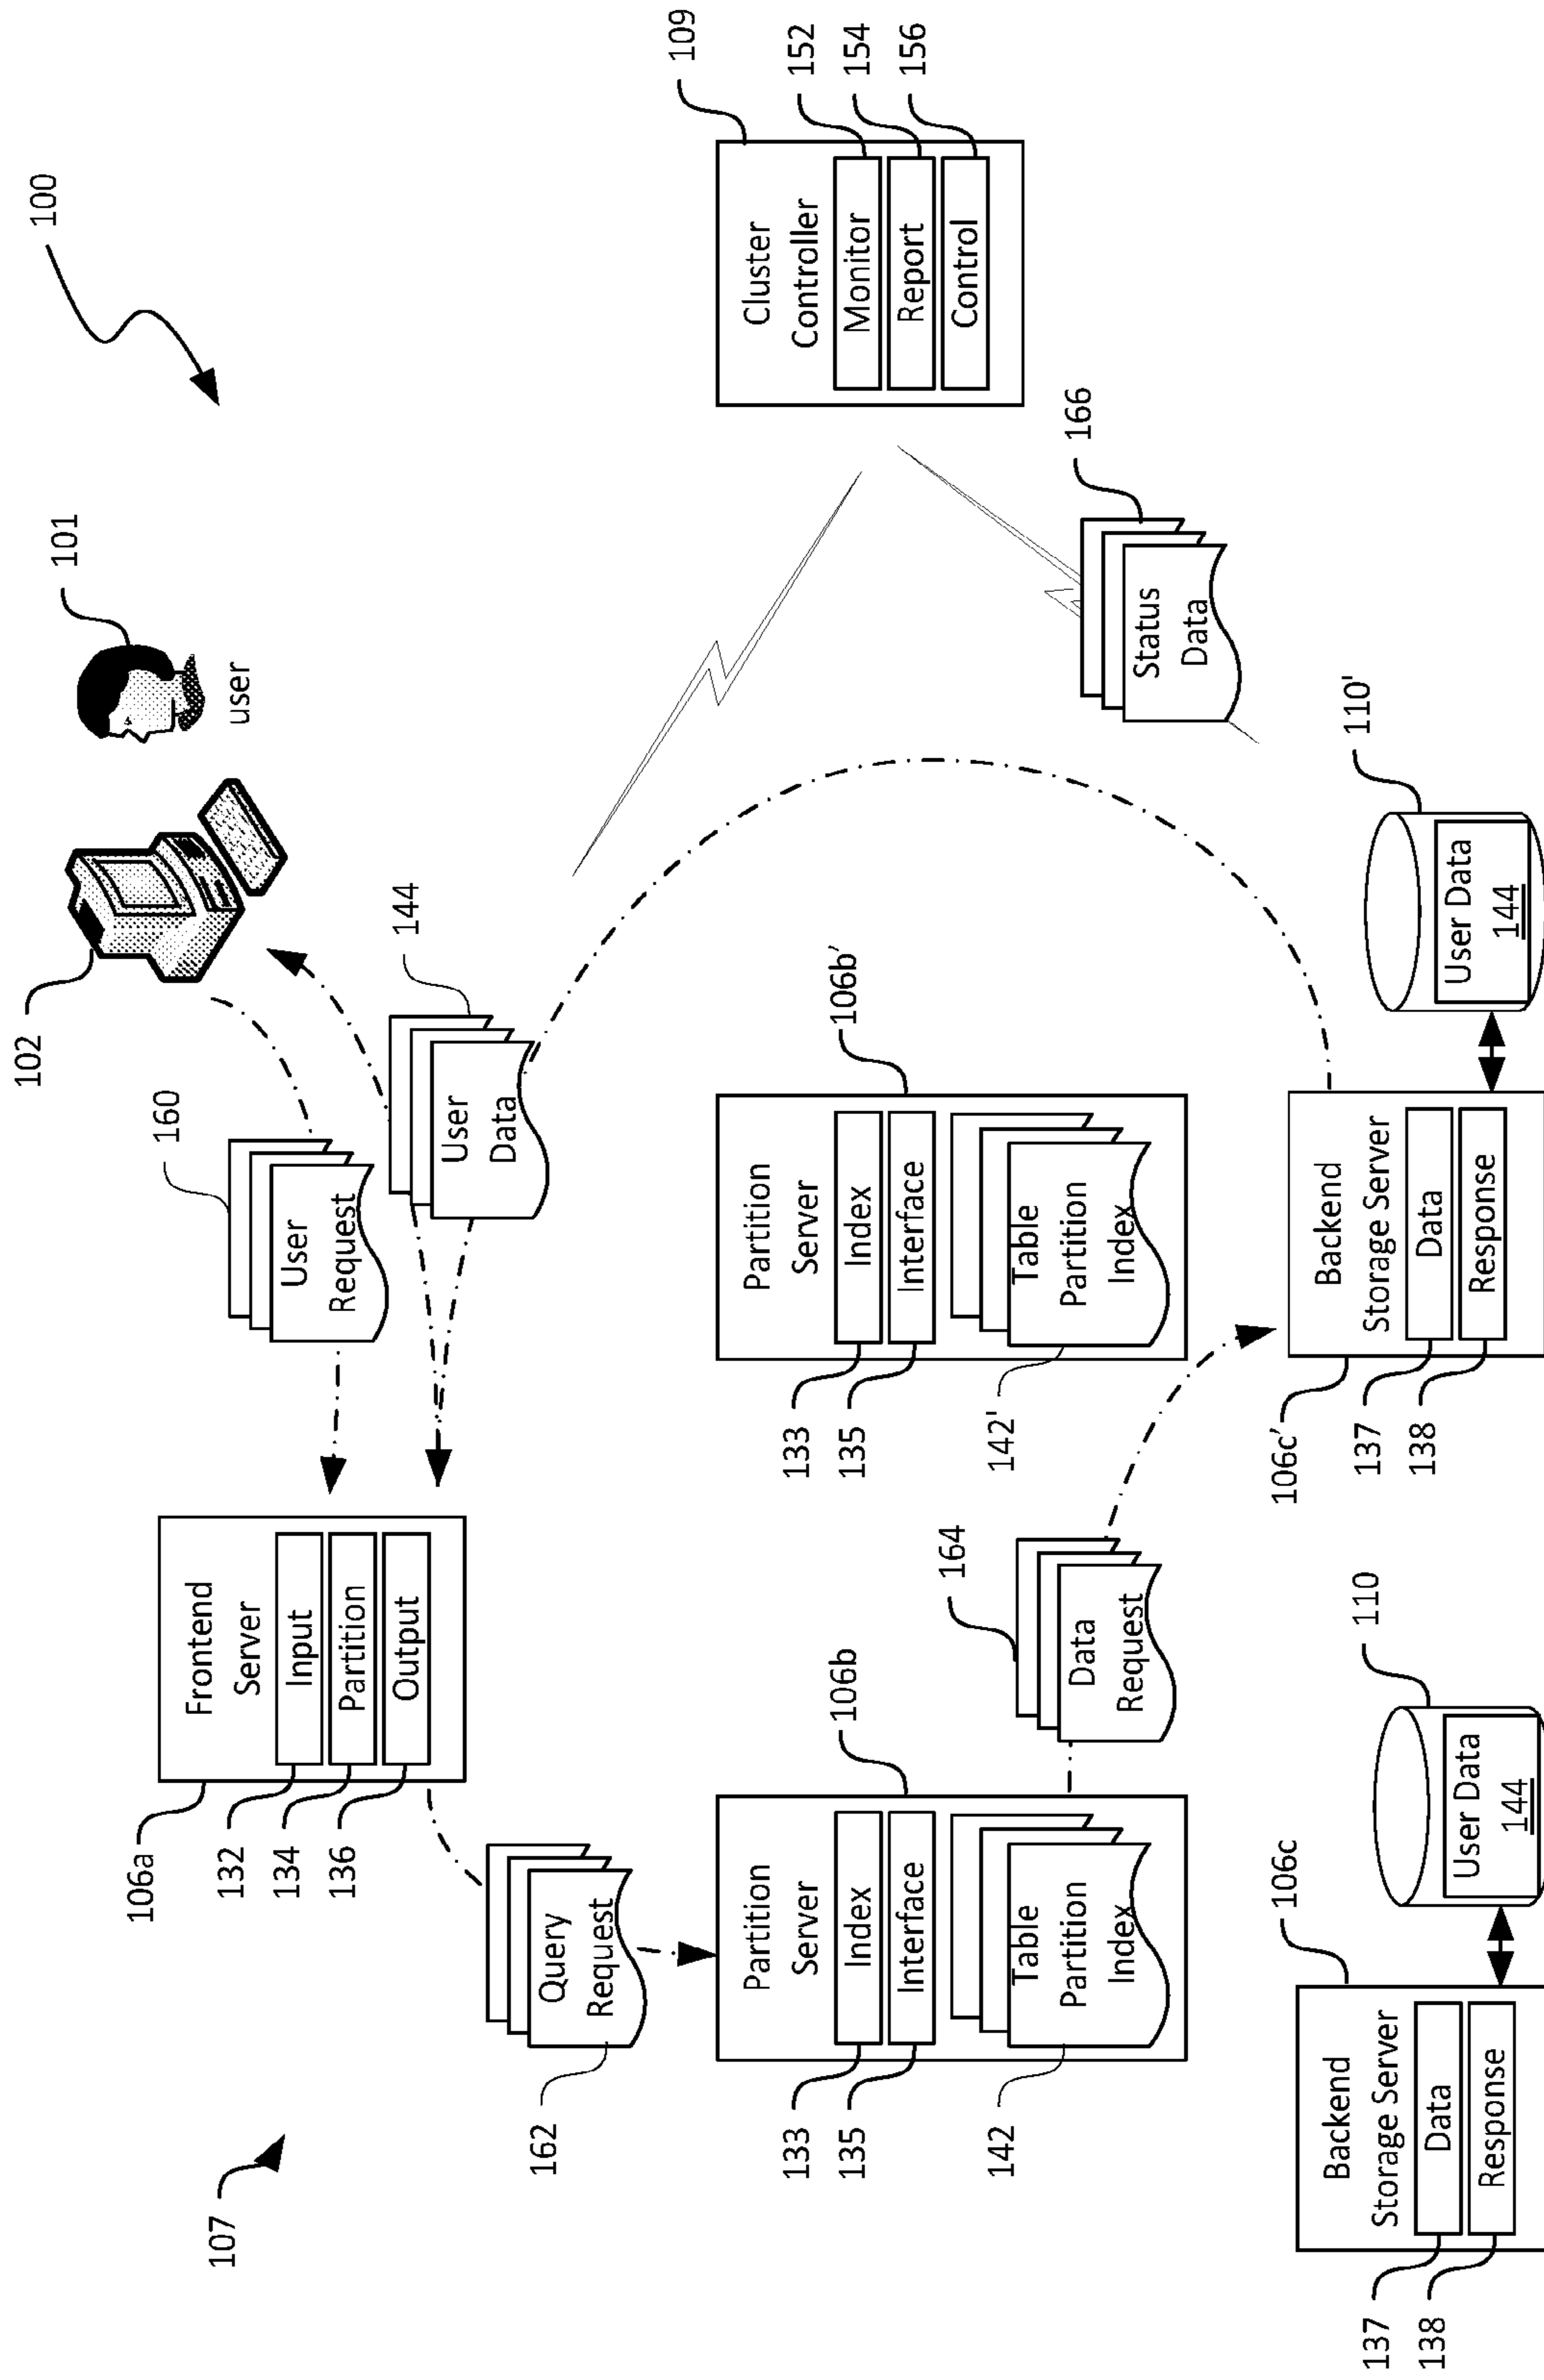 100
107
101
user
102
160
User
Request
144
User
Data
106a
Frontend
Server
Input
Partition
Output
132
134
136
Query
Request
162
109
Cluster
Controller
Monitor
Report
Control
152
154
156
166
Status
Data
106b
Partition
Server
Index
Interface
Table
Partition
Index
133
135
142
106b'
Partition
Server
Index
Interface
Table
Partition
Index
133
135
142'
164
Data
Request
106c
Backend
Storage Server
Data
Response
137
138
110
User Data
144
106c'
Backend
Storage Server
Data
Response
137
138
110'
User Data
144